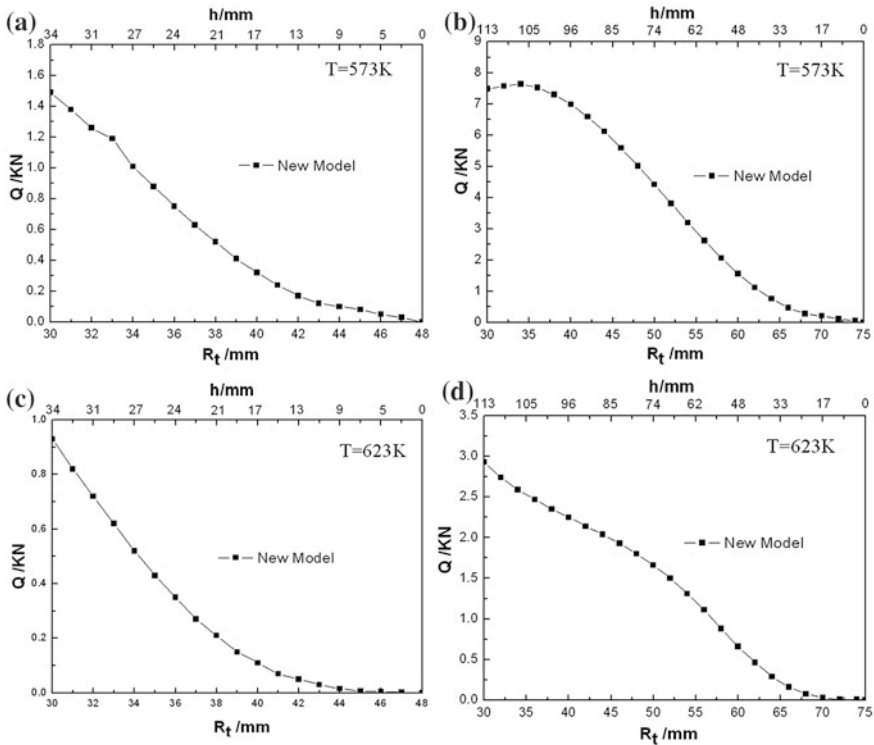 (a)
h/mm
34 31 27 24 21 17 13 9 5 0
1.8
1.6
1.4
1.2
1.0
0.8
0.6
0.4
0.2
0.0
Q /KN
T=573K
New Model
30 32 34 36 38 40 42 44 46 48
Rt /mm
(b)
h/mm
113 105 96 85 74 62 48 33 17 0
9
8
7
6
5
4
3
2
1
0
Q /KN
T=573K
New Model
30 35 40 45 50 55 60 65 70 75
Rt /mm
(c)
h/mm
34 31 27 24 21 17 13 9 5 0
1.0
0.8
0.6
0.4
0.2
0.0
Q /KN
T=623K
New Model
30 32 34 36 38 40 42 44 46 48
Rt /mm
(d)
h/mm
113 105 96 85 74 62 48 33 17 0
3.5
3.0
2.5
2.0
1.5
1.0
0.5
0.0
Q /KN
T=623K
New Model
30 35 40 45 50 55 60 65 70 75
Rt /mm